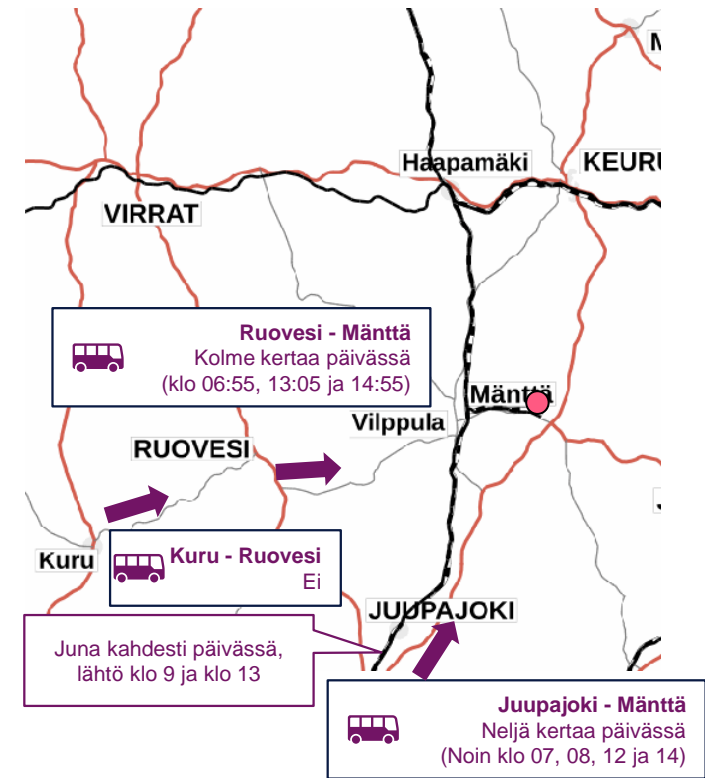 Haapamäki
KEURU
VIRRAT
Ruovesi - Mänttä
Kolme kertaa päivässä
(klo 06:55, 13:05 ja 14:55)
Mänttä
Vilppula
RUOVESI
Kuru
Kuru - Ruovesi
Ei
JUUPAJOKI
Juna kahdesti päivässä,
lähtö klo 9 ja klo 13
Juupajoki - Mänttä
Neljä kertaa päivässä
(Noin klo 07, 08, 12 ja 14)